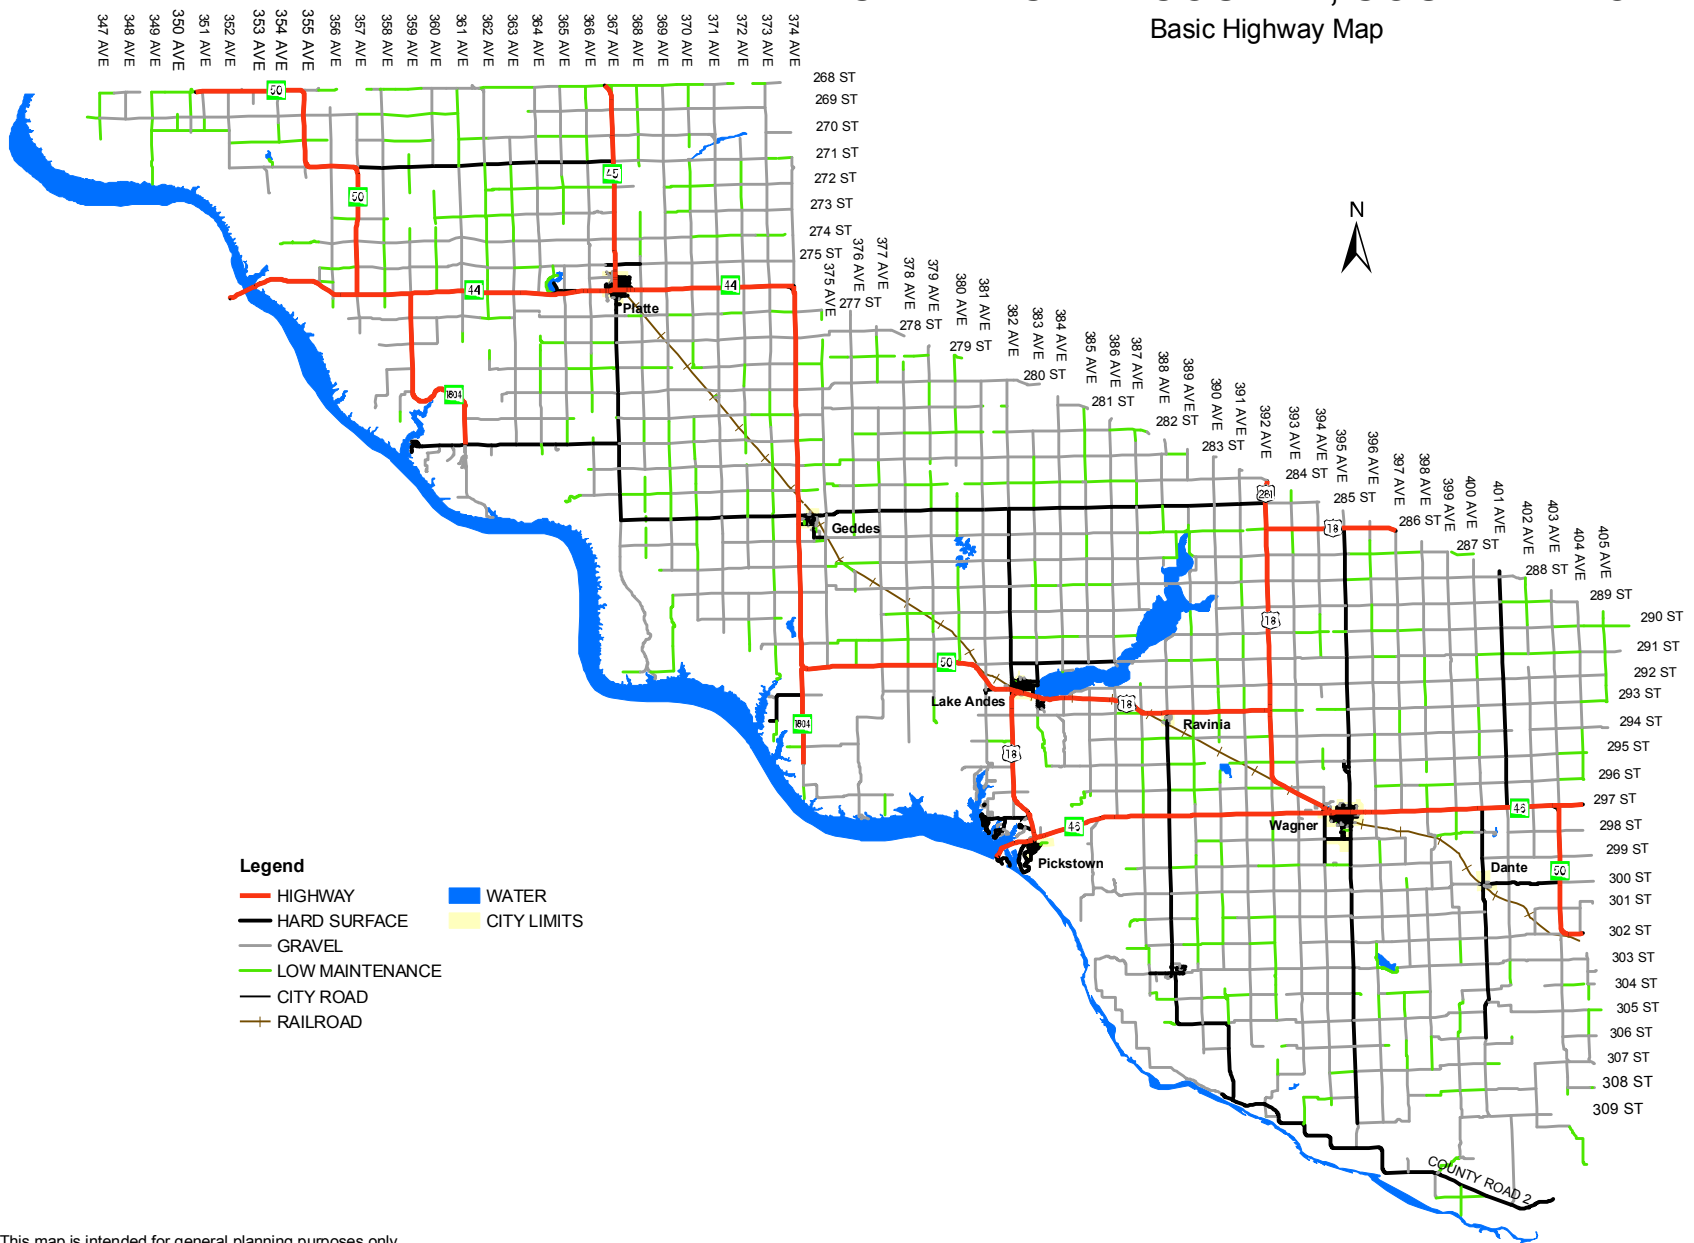 Basic Highway Map
347 AVE
348 AVE
349 AVE
350 AVE
351 AVE
352 AVE
353 AVE
354 AVE
355 AVE
356 AVE
357 AVE
358 AVE
359 AVE
360 AVE
361 AVE
362 AVE
363 AVE
364 AVE
365 AVE
366 AVE
367 AVE
368 AVE
369 AVE
370 AVE
371 AVE
372 AVE
373 AVE
374 AVE
268 ST
269 ST
270 ST
271 ST
272 ST
273 ST
274 ST
275 ST
375 AVE
376 AVE
377 AVE
378 AVE
379 AVE
380 AVE
381 AVE
382 AVE
383 AVE
384 AVE
385 AVE
386 AVE
387 AVE
388 AVE
389 AVE
390 AVE
391 AVE
392 AVE
393 AVE
394 AVE
395 AVE
396 AVE
397 AVE
398 AVE
399 AVE
400 AVE
401 AVE
402 AVE
403 AVE
404 AVE
405 AVE
277 ST
278 ST
279 ST
280 ST
281 ST
282 ST
283 ST
284 ST
285 ST
286 ST
287 ST
288 ST
289 ST
290 ST
291 ST
292 ST
293 ST
294 ST
295 ST
296 ST
297 ST
298 ST
299 ST
300 ST
301 ST
302 ST
303 ST
304 ST
305 ST
306 ST
307 ST
308 ST
309 ST
N
50
45
50
44
44
1804
281
18
18
50
18
1804
18
46
46
50
Platte
Geddes
Lake Andes
Ravinia
Wagner
Pickstown
Dante
COUNTY ROAD 2
Legend
HIGHWAY
HARD SURFACE
GRAVEL
LOW MAINTENANCE
CITY ROAD
RAILROAD
WATER
CITY LIMITS
This map is intended for general planning purposes only